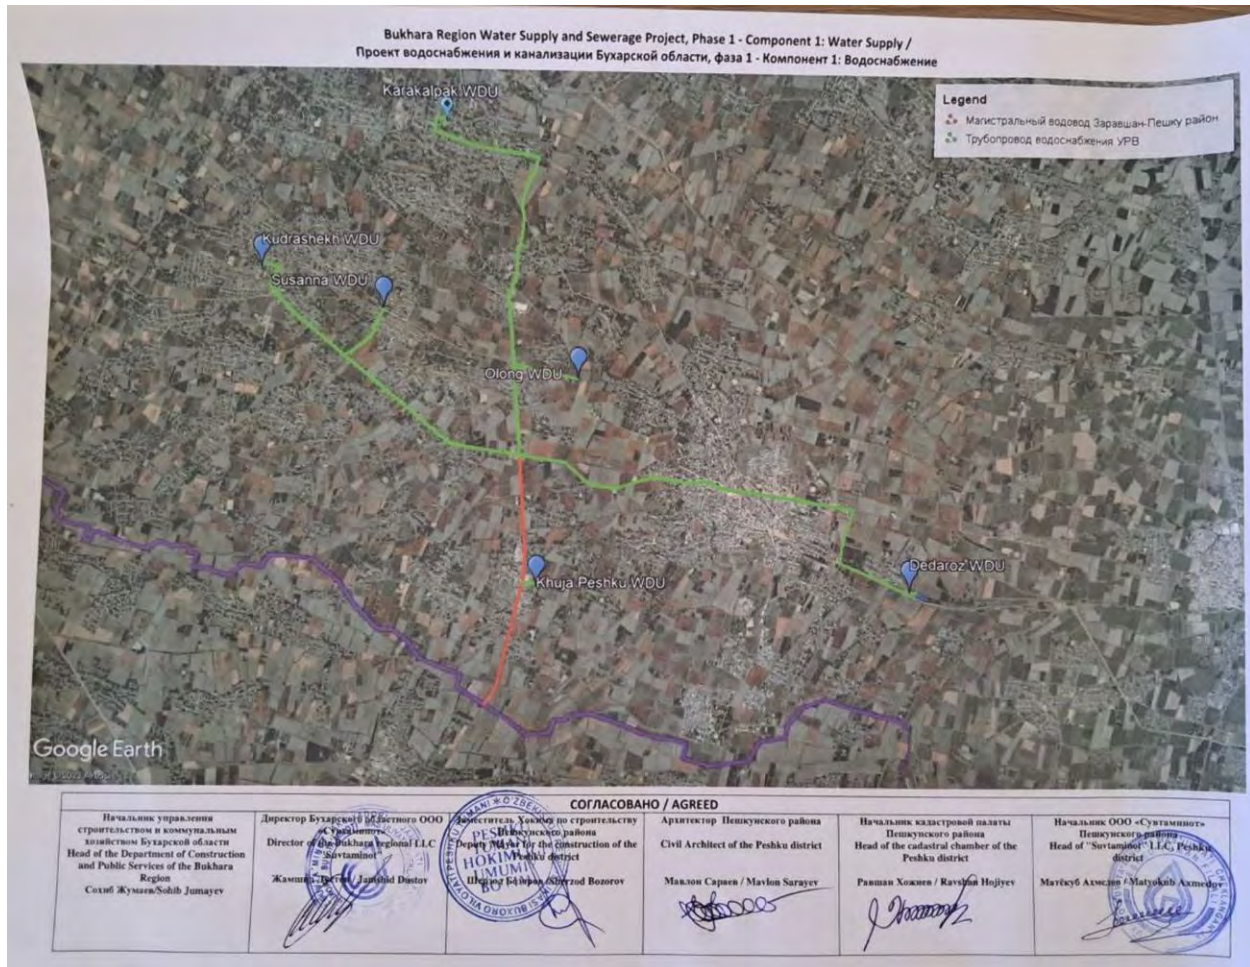 Bukhara Region Water Supply and Sewerage Project, Phase 1 - Component 1: Water Supply /
Проект водоснабжения и канализации Бухарской области, фаза 1 - Компонент 1: Водоснабжение
Karakalpak WDU
Legend
Магистральный водовод Заравшан-Пешку район
Трубопровод водоснабжения УРВ
Kudrashekh WDU
Susanna WDU
Olong WDU
Dedaroz WDU
Khuja Peshku WDU
Google Earth
СОГЛАСОВАНО / AGREED
Начальник управления
строительством и коммунальным
хозяйством Бухарской области
Head of the Department of Construction
and Public Services of the Bukhara
Region
Сохиб Жумаев/Sohib Jumayev
Директор Бухарского областного ООО
«Сувтаминот»
Director of the Bukhara regional LLC
"Suvtaminot"
Жамшид / Jamshid Dustov
Заместитель Хокима по строительству
Пешкунского района
Deputy Mayor for the construction of the
Peshku district
Bozorov
Архитектор Пешкунского района
Civil Architect of the Peshku district
Мавлон Сараев / Mavlon Sarayev
Начальник кадастровой палаты
Пешкунского района
Head of the cadastral chamber of the
Peshku district
Равшан Хожиев / Ravshan Hojiyev
Начальник ООО «Сувтаминот»
Пешкунского района
Head of "Suvtaminot" LLC, Peshku
district
Матёкуб Ахмедов / Matyokub Axmedov